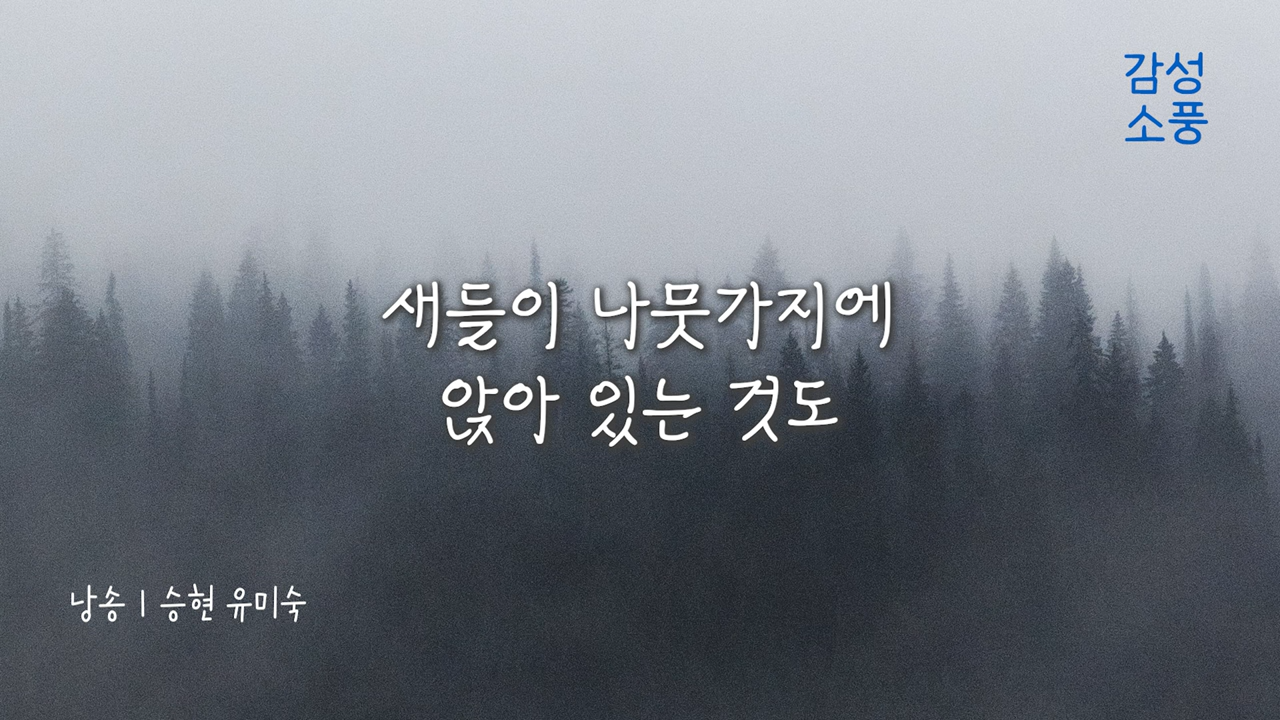 감성
소풍
새들이 나뭇가지에
앉아 있는 것도
낭송 | 승현 유미숙